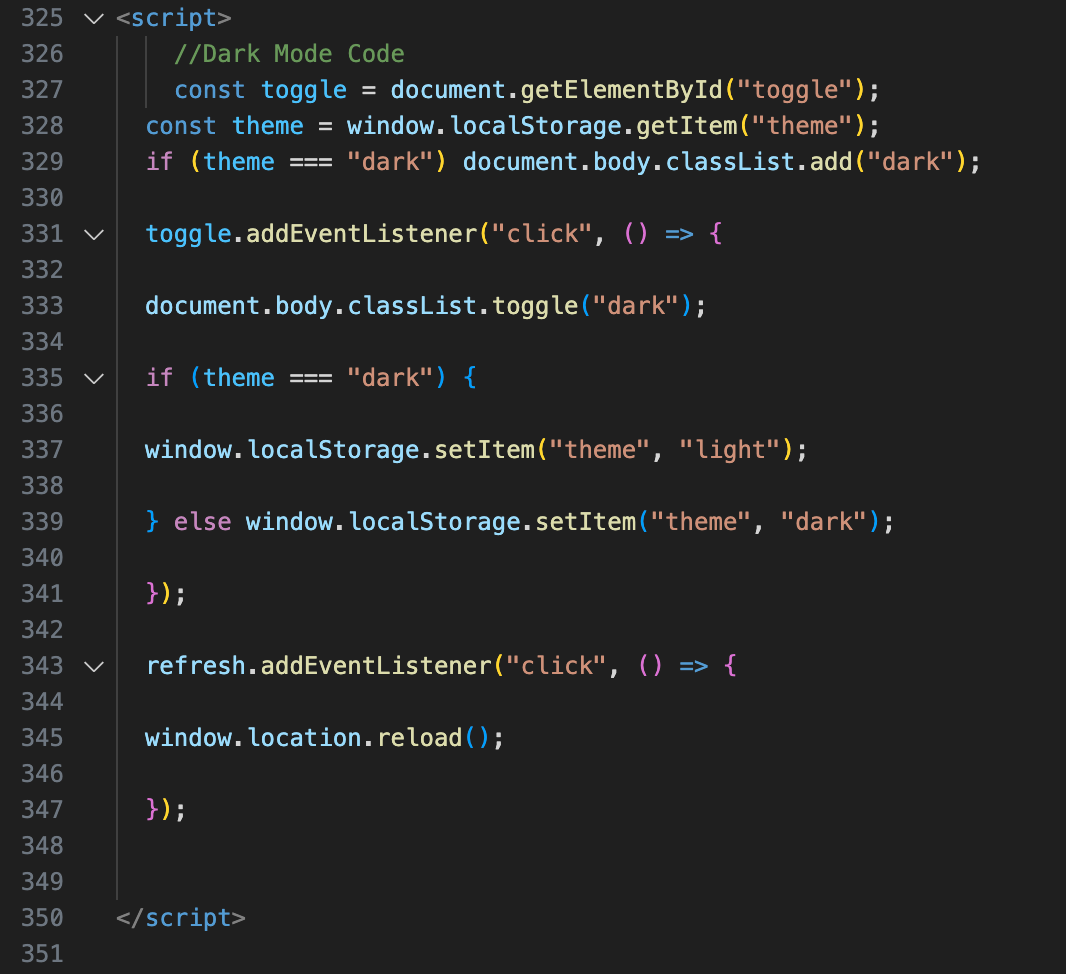 325 <script>
326 //Dark Mode Code
327 const toggle = document.getElementById("toggle");
328 const theme = window.localStorage.getItem("theme");
329 if (theme === "dark") document.body.classList.add("dark");
330
331 toggle.addEventListener("click", () => {
332
333 document.body.classList.toggle("dark");
334
335 if (theme === "dark") {
336
337 window.localStorage.setItem("theme", "light");
338
339 } else window.localStorage.setItem("theme", "dark");
340
341 });
342
343 refresh.addEventListener("click", () => {
344
345 window.location.reload();
346
347 });
348
349
350 </script>
351